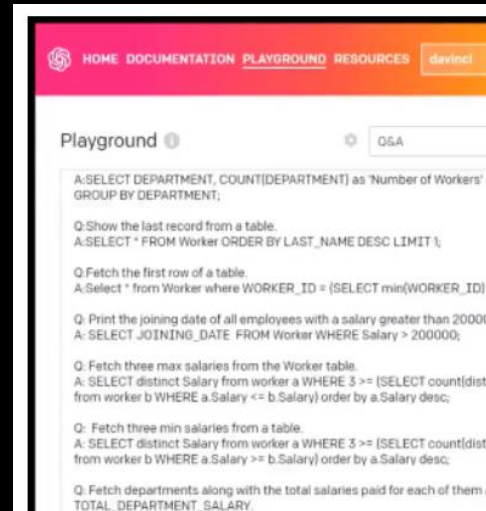 HOME DOCUMENTATION PLAYGROUND RESOURCES davinci
Playground
Q&A
A:SELECT DEPARTMENT, COUNT(DEPARTMENT) as 'Number of Workers'
GROUP BY DEPARTMENT;
Q:Show the last record from a table.
A:SELECT * FROM Worker ORDER BY LAST_NAME DESC LIMIT 1;
Q:Fetch the first row of a table.
A:Select * from Worker where WORKER_ID = (SELECT min(WORKER_ID)
Q: Print the joining date of all employees with a salary greater than 20000
A: SELECT JOINING_DATE FROM Worker WHERE Salary > 200000;
Q: Fetch three max salaries from the Worker table.
A: SELECT distinct Salary from worker a WHERE 3 >= (SELECT count(dist
from worker b WHERE a.Salary <= b.Salary) order by a.Salary desc;
Q: Fetch three min salaries from a table.
A: SELECT distinct Salary from worker a WHERE 3 >= (SELECT count(dist
from worker b WHERE a.Salary >= b.Salary) order by a.Salary desc;
Q: Fetch departments along with the total salaries paid for each of them
TOTAL_DEPARTMENT_SALARY.